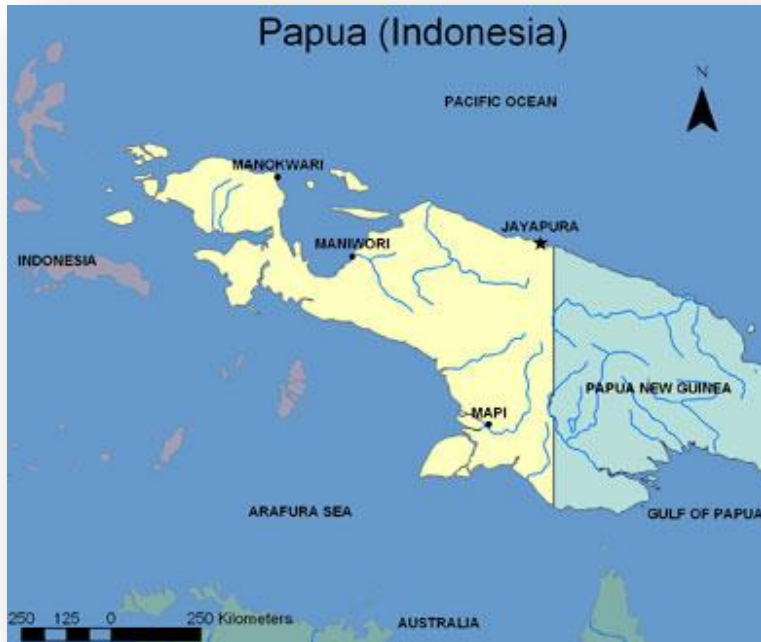 Papua (Indonesia)
PACIFIC OCEAN
N
MANOKWARI
JAYAPURA
MANIWORI
INDONESIA
PAPUA NEW GUINEA
MAPI
ARAFURA SEA
GULF OF PAPUA
250 125 0 250 Kilometers
AUSTRALIA